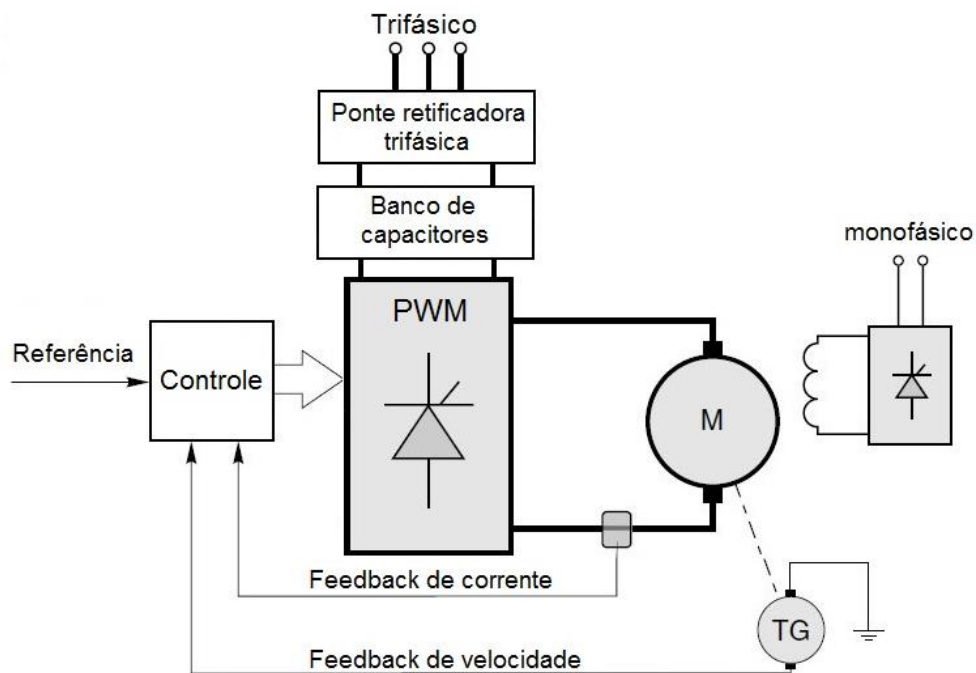 Trifásico
Ponte retificadora
trifásica
Banco de
capacitores
monofásico
PWM
Referência
Controle
M
Feedback de corrente
TG
Feedback de velocidade